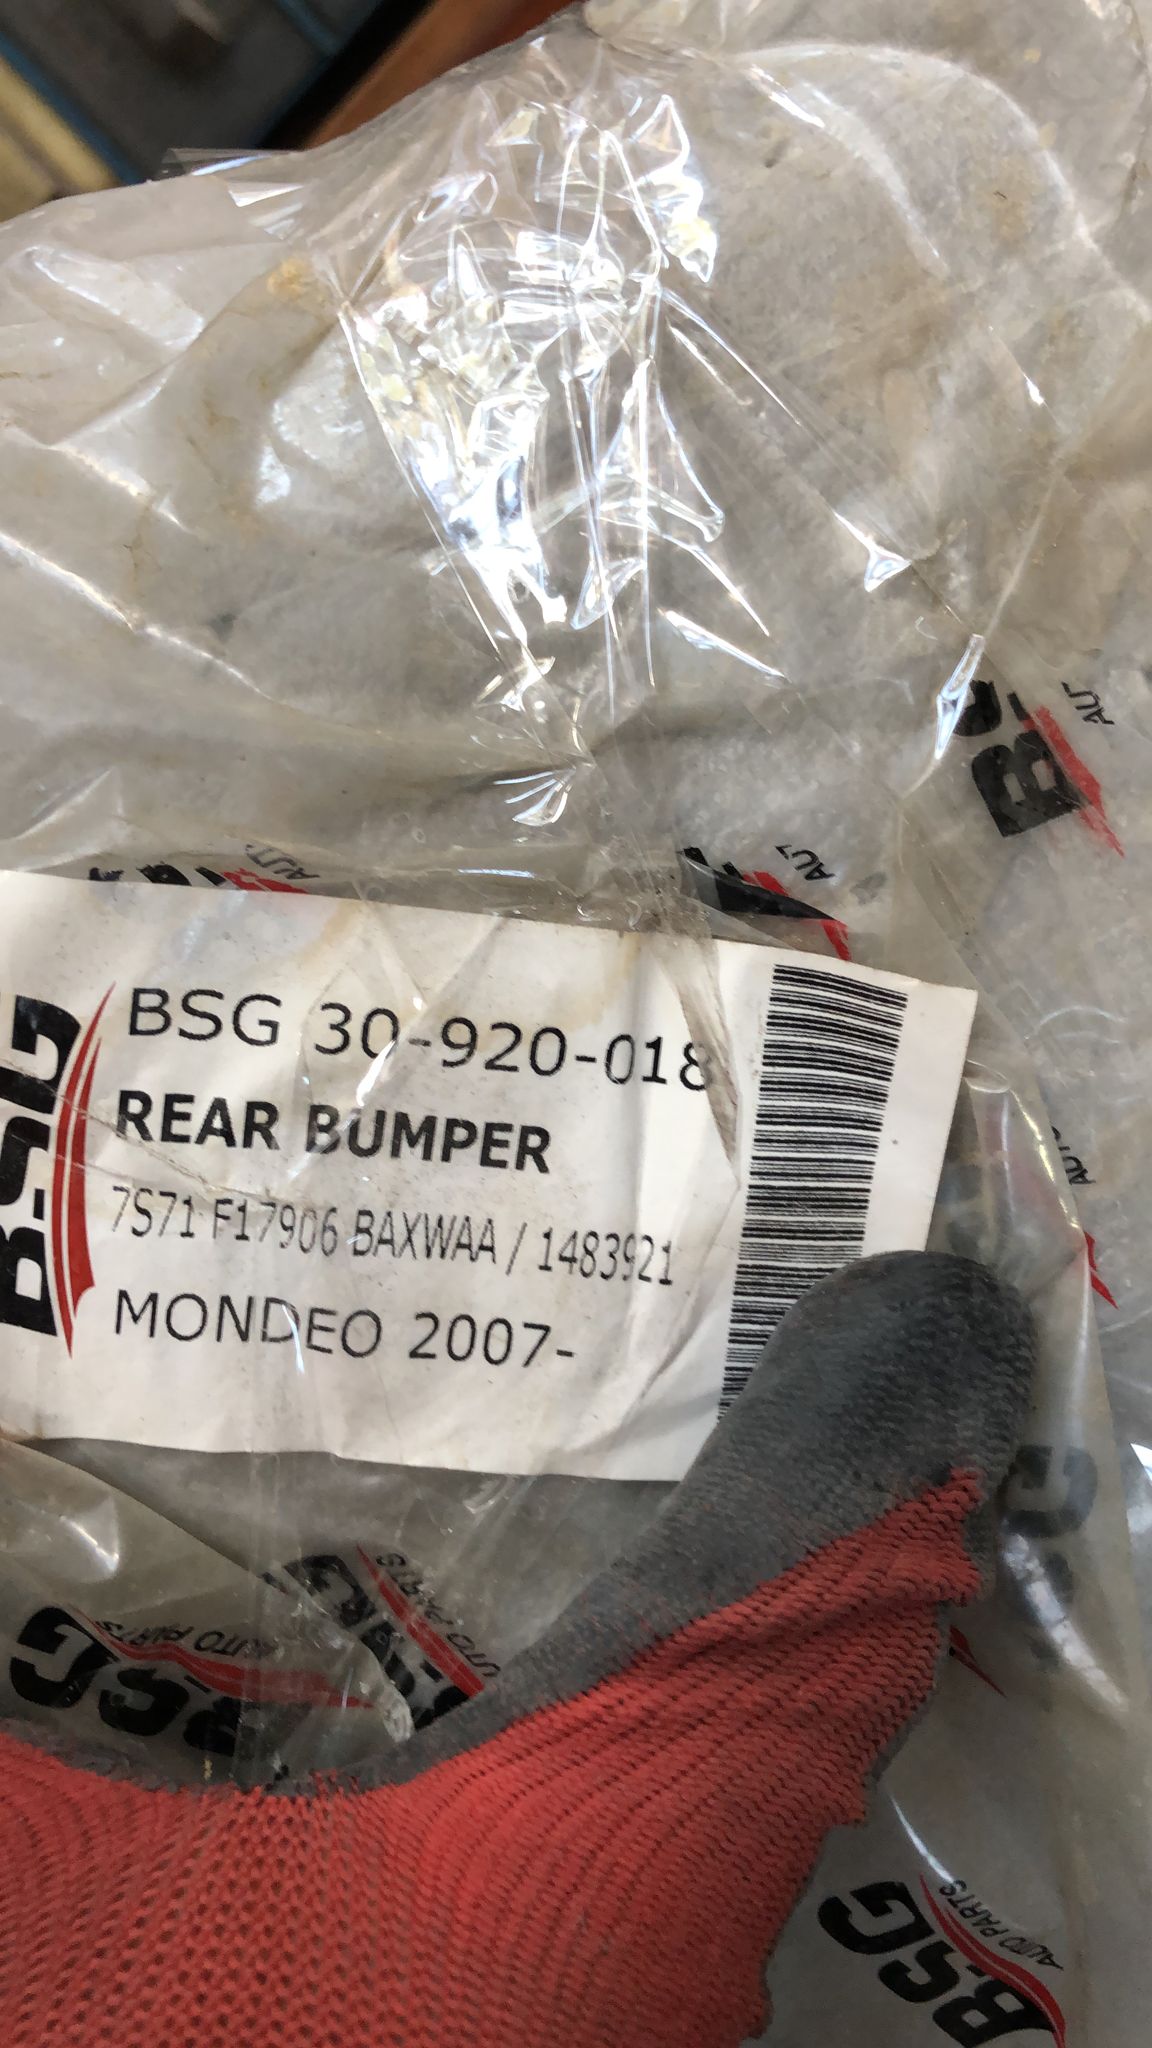 BSG
BSG 30-920-018
REAR BUMPER
7S71 F17906 BAXWAA / 1483921
MONDEO 2007-
BSG
AUTO PARTS
BSG
AUTO PARTS